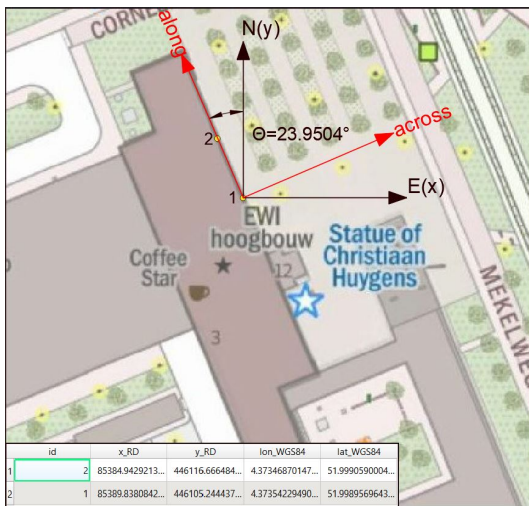 CORNE
along
N(y)
2
Θ=23.9504°
across
1
E(x)
EWI
hoogbouw
Statue of
Christiaan
Huygens
Coffee
Star
12
3
MEKELWEG
id x_RD y_RD lon_WGS84 lat_WGS84
1 2 85384.9429213... 446116.666484... 4.37346870147... 51.9990590004...
2 1 85389.8380842... 446105.244437... 4.37354229490... 51.9989569643...